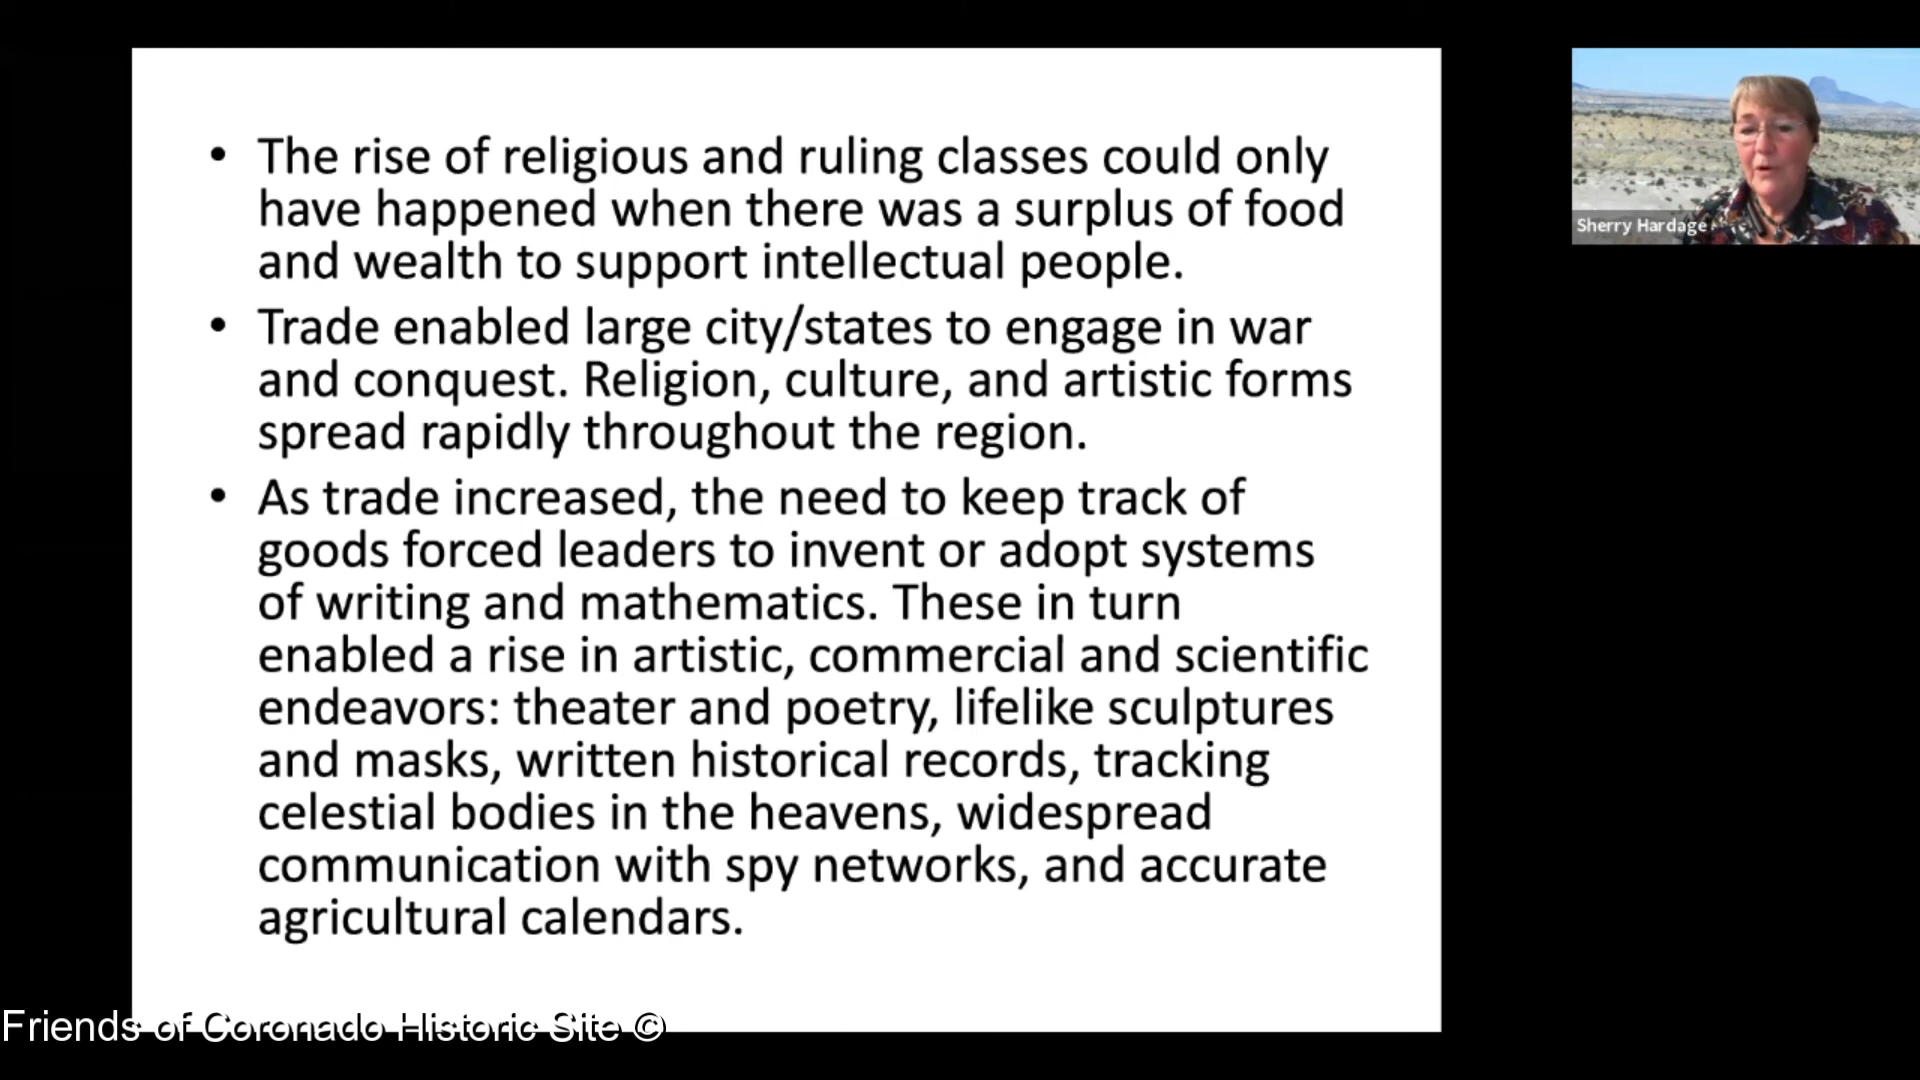 • The rise of religious and ruling classes could only
have happened when there was a surplus of food
and wealth to support intellectual people.
• Trade enabled large city/states to engage in war
and conquest. Religion, culture, and artistic forms
spread rapidly throughout the region.
• As trade increased, the need to keep track of
goods forced leaders to invent or adopt systems
of writing and mathematics. These in turn
enabled a rise in artistic, commercial and scientific
endeavors: theater and poetry, lifelike sculptures
and masks, written historical records, tracking
celestial bodies in the heavens, widespread
communication with spy networks, and accurate
agricultural calendars.
Sherry Hardage
Friends of Coronado Historic Site ©